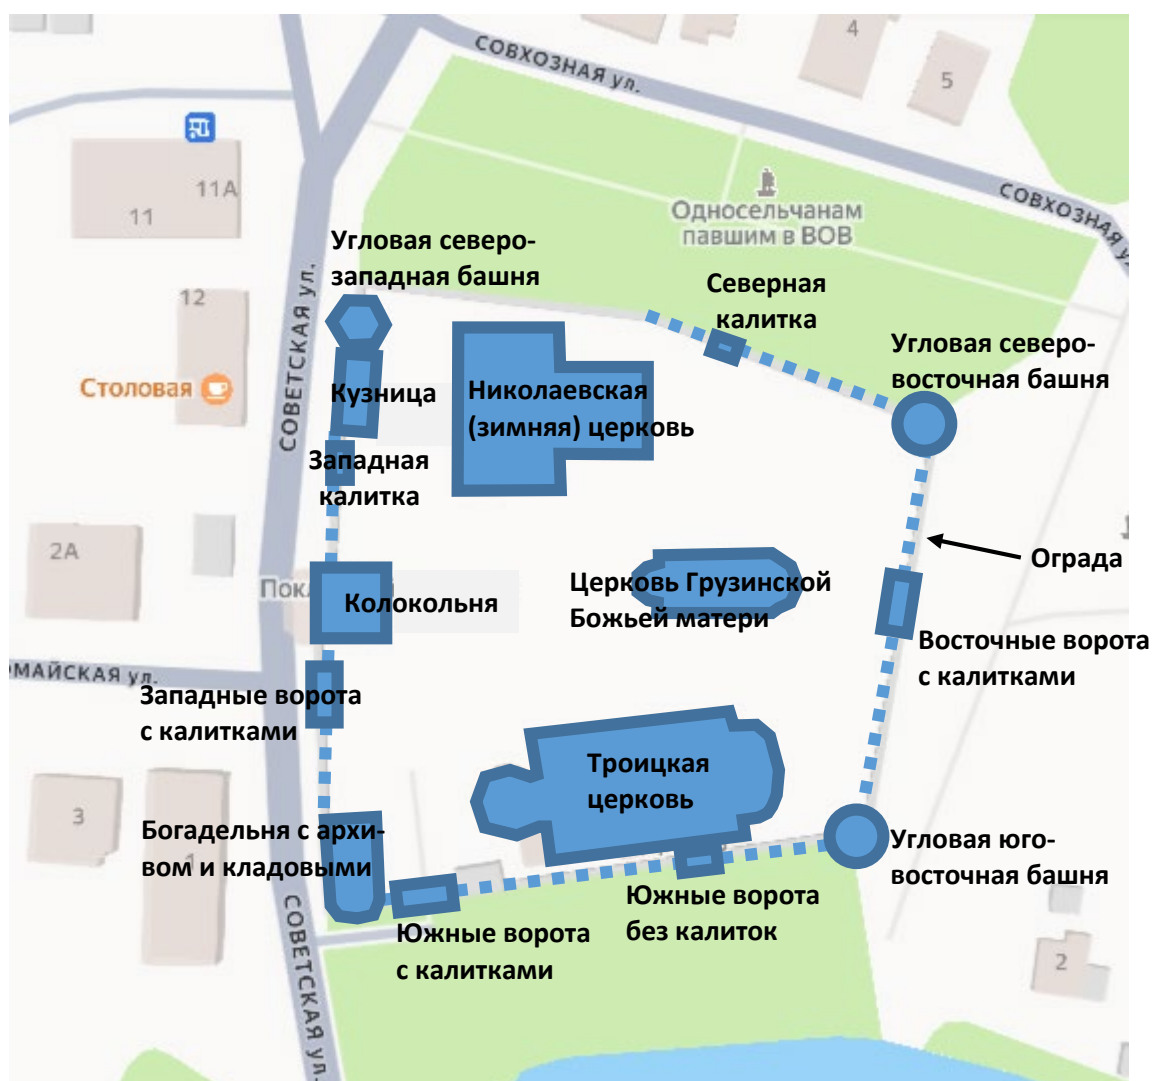 СОВХОЗНАЯ ул.
4
5
11А
11
Односельчанам
павшим в ВОВ
СОВХОЗНАЯ
Угловая северо-
западная башня
СОВЕТСКАЯ ул.
12
Северная
калитка
Столовая
Кузница
Николаевская
(зимняя) церковь
Угловая северо-
восточная башня
Западная
калитка
2А
Ограда
Колокольня
Церковь Грузинской
Божьей матери
Восточные ворота
с калитками
МАЙСКАЯ ул.
Западные ворота
с калитками
Троицкая
церковь
3
1
Богадельня с архи-
вом и кладовыми
Угловая юго-
восточная башня
Южные ворота
без калиток
Южные ворота
с калитками
СОВЕТСКАЯ ул.
2